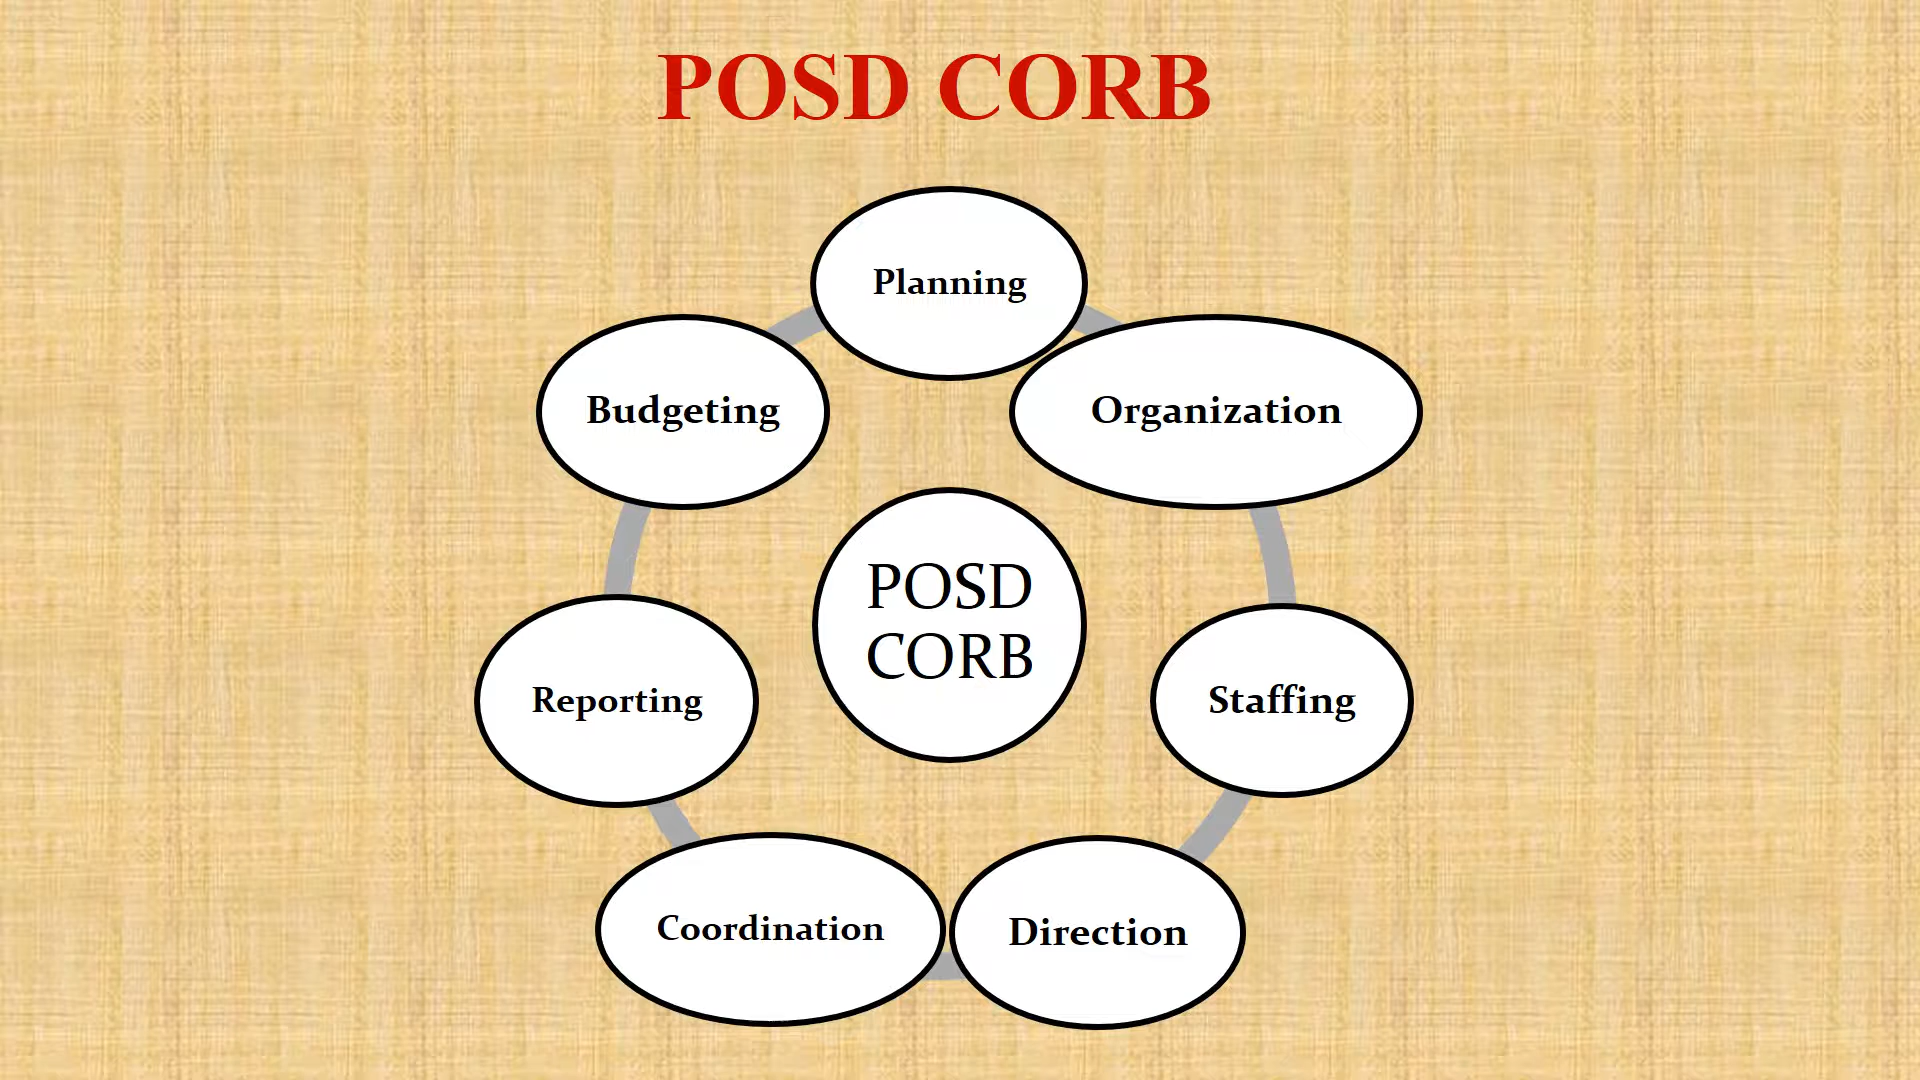 POSD CORB
Planning
Organization
Staffing
Direction
Coordination
Reporting
Budgeting
POSD
CORB